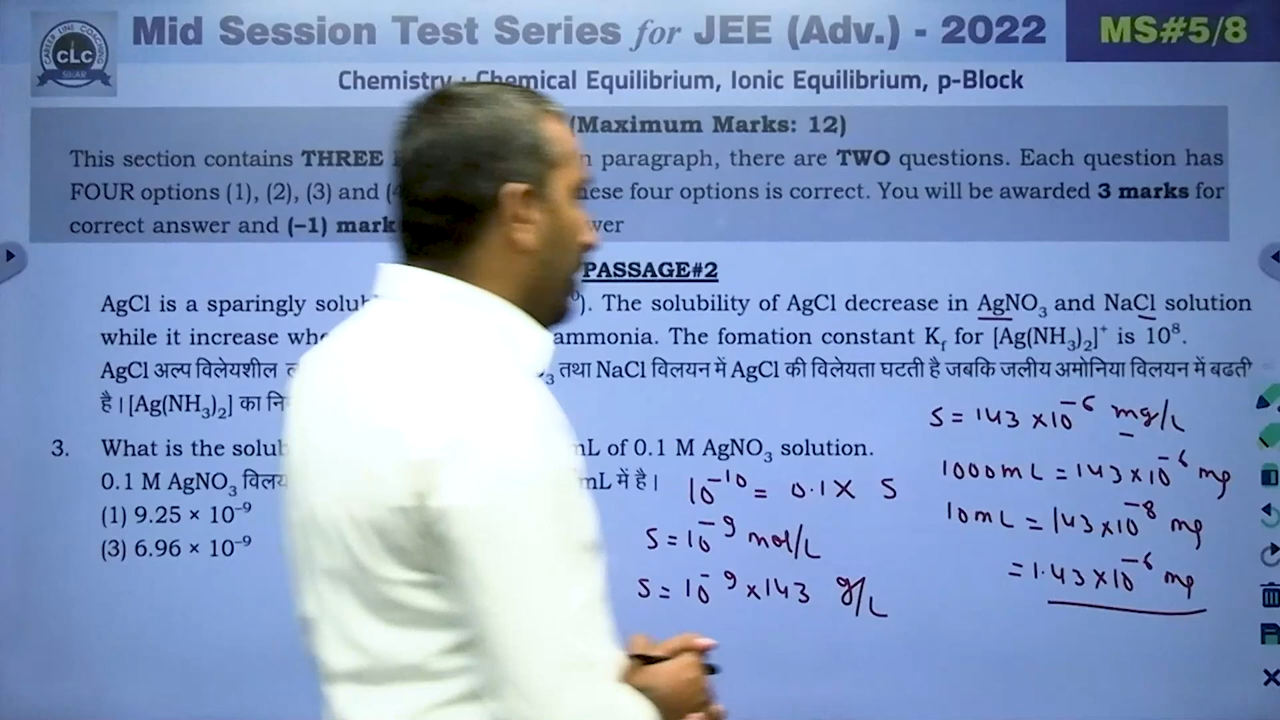 CAREER LINE COACHING
CLC
SIKAR
Mid Session Test Series for JEE (Adv.) - 2022
MS#5/8
Chemistry : Chemical Equilibrium, Ionic Equilibrium, p-Block
(Maximum Marks: 12)
This section contains THREE n paragraph, there are TWO questions. Each question has
FOUR options (1), (2), (3) and ese four options is correct. You will be awarded 3 marks for
correct answer and (−1) mark wer
PASSAGE#2
AgCl is a sparingly ). The solubility of AgCl decrease in AgNO₃ and NaCl solution
while it increase ammonia. The fomation constant K_f for [Ag(NH₃)₂]⁺ is 10⁸.
AgCl अल्प विलेयशील ₃ तथा NaCl विलयन में AgCl की विलेयता घटती है जबकि जलीय अमोनिया विलयन में बढती
है। [Ag(NH₃)₂] का
S = 143 × 10⁻⁶ mg/L
3. What is the mL of 0.1 M AgNO₃ solution.
1000 mL = 143 × 10⁻⁶ mg
0.1 M AgNO₃ mL में है।
10⁻¹⁰ = 0.1 × S
(1) 9.25 × 10⁻⁹
10 mL = 143 × 10⁻⁸ mg
S = 10⁻⁹ mol/L
(3) 6.96 × 10⁻⁹
= 1.43 × 10⁻⁶ mg
S = 10⁻⁹ × 143 g/L